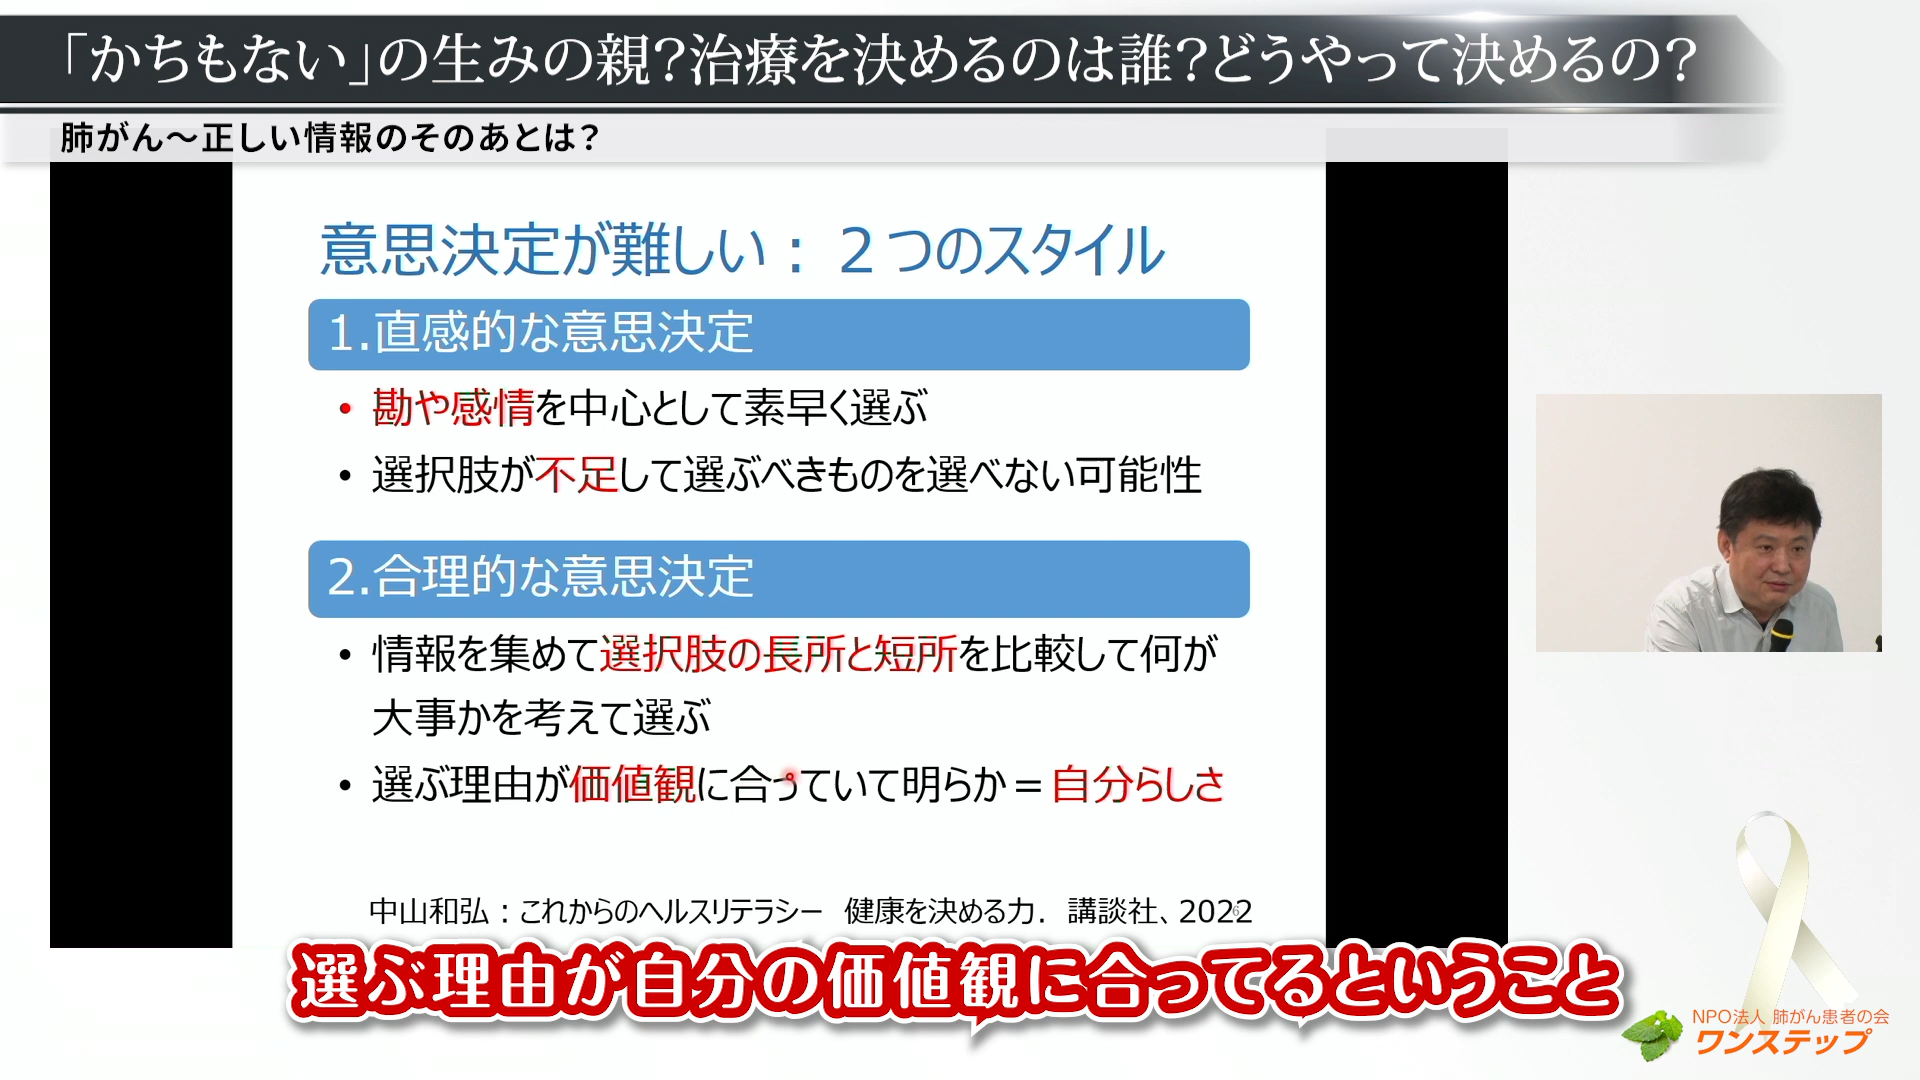 「かちもない」の生みの親？治療を決めるのは誰？どうやって決めるの？
肺がん～正しい情報のそのあとは？
意思決定が難しい：２つのスタイル
1.直感的な意思決定
• 勘や感情を中心として素早く選ぶ
• 選択肢が不足して選ぶべきものを選べない可能性
2.合理的な意思決定
• 情報を集めて選択肢の長所と短所を比較して何が
大事かを考えて選ぶ
• 選ぶ理由が価値観に合っていて明らか＝自分らしさ
中山和弘：これからのヘルスリテラシー　健康を決める力．講談社、2022
6
選ぶ理由が自分の価値観に合ってるということ
NPO法人 肺がん患者の会
ワンステップ